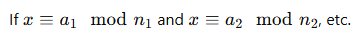 If x ≡ a₁ mod n₁ and x ≡ a₂ mod n₂, etc.